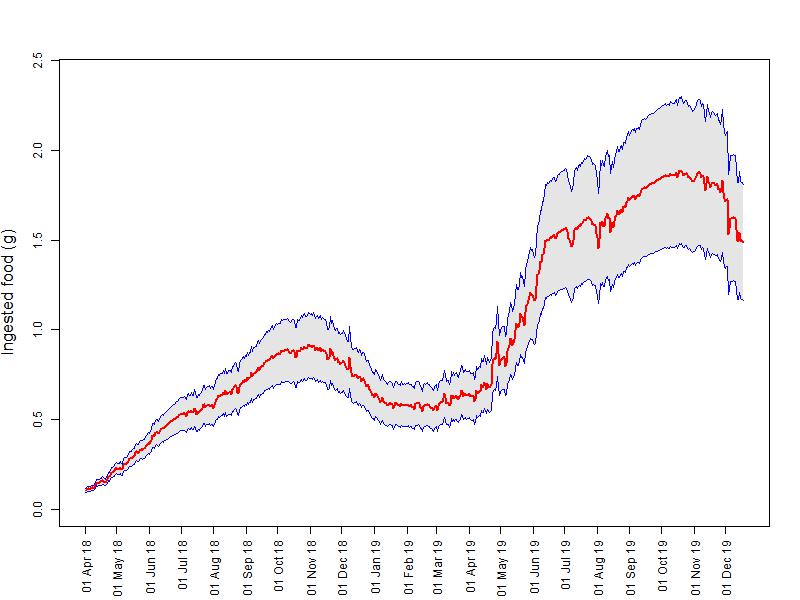 Ingested food (g)
2.5
2.0
1.5
1.0
0.5
0.0
01 Apr 18
01 May 18
01 Jun 18
01 Jul 18
01 Aug 18
01 Sep 18
01 Oct 18
01 Nov 18
01 Dec 18
01 Jan 19
01 Feb 19
01 Mar 19
01 Apr 19
01 May 19
01 Jun 19
01 Jul 19
01 Aug 19
01 Sep 19
01 Oct 19
01 Nov 19
01 Dec 19